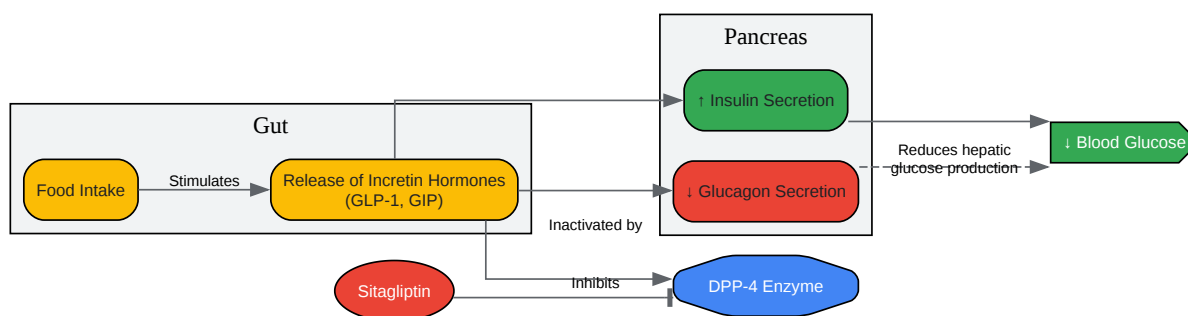 Pancreas
↑ Insulin Secretion
Gut
Food Intake
Stimulates
Release of Incretin Hormones
(GLP-1, GIP)
↓ Glucagon Secretion
Reduces hepatic
glucose production
↓ Blood Glucose
Inactivated by
Inhibits
Sitagliptin
DPP-4 Enzyme